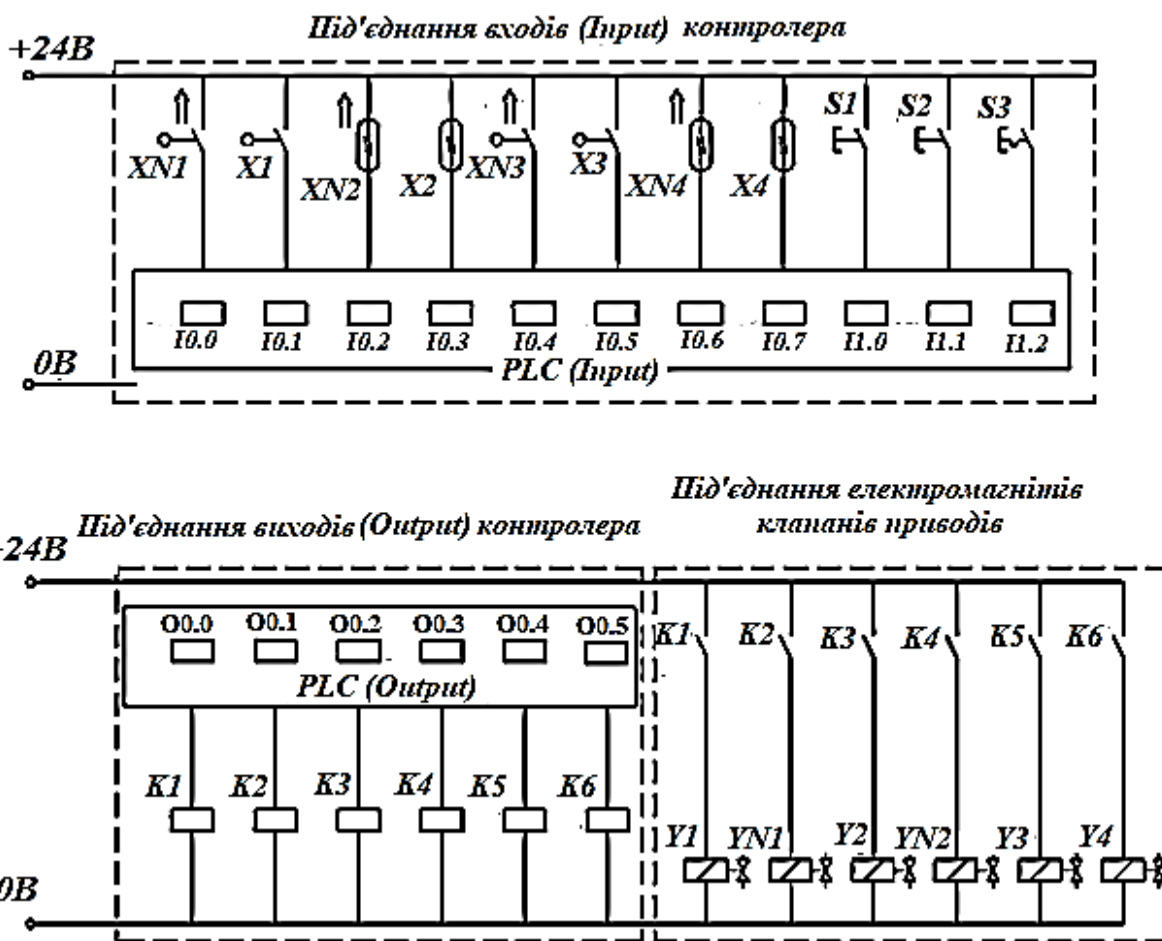 Під'єднання входів (Input) контролера
+24В
XN1 X1 XN2 X2 XN3 X3 XN4 X4 S1 S2 S3
I0.0 I0.1 I0.2 I0.3 I0.4 I0.5 I0.6 I0.7 I1.0 I1.1 I1.2
PLC (Input)
0В
Під'єднання виходів (Output) контролера
Під'єднання електромагнітів
клапанів приводів
+24В
O0.0 O0.1 O0.2 O0.3 O0.4 O0.5
PLC (Output)
K1 K2 K3 K4 K5 K6
K1 K2 K3 K4 K5 K6
Y1 YN1 Y2 YN2 Y3 Y4
0В